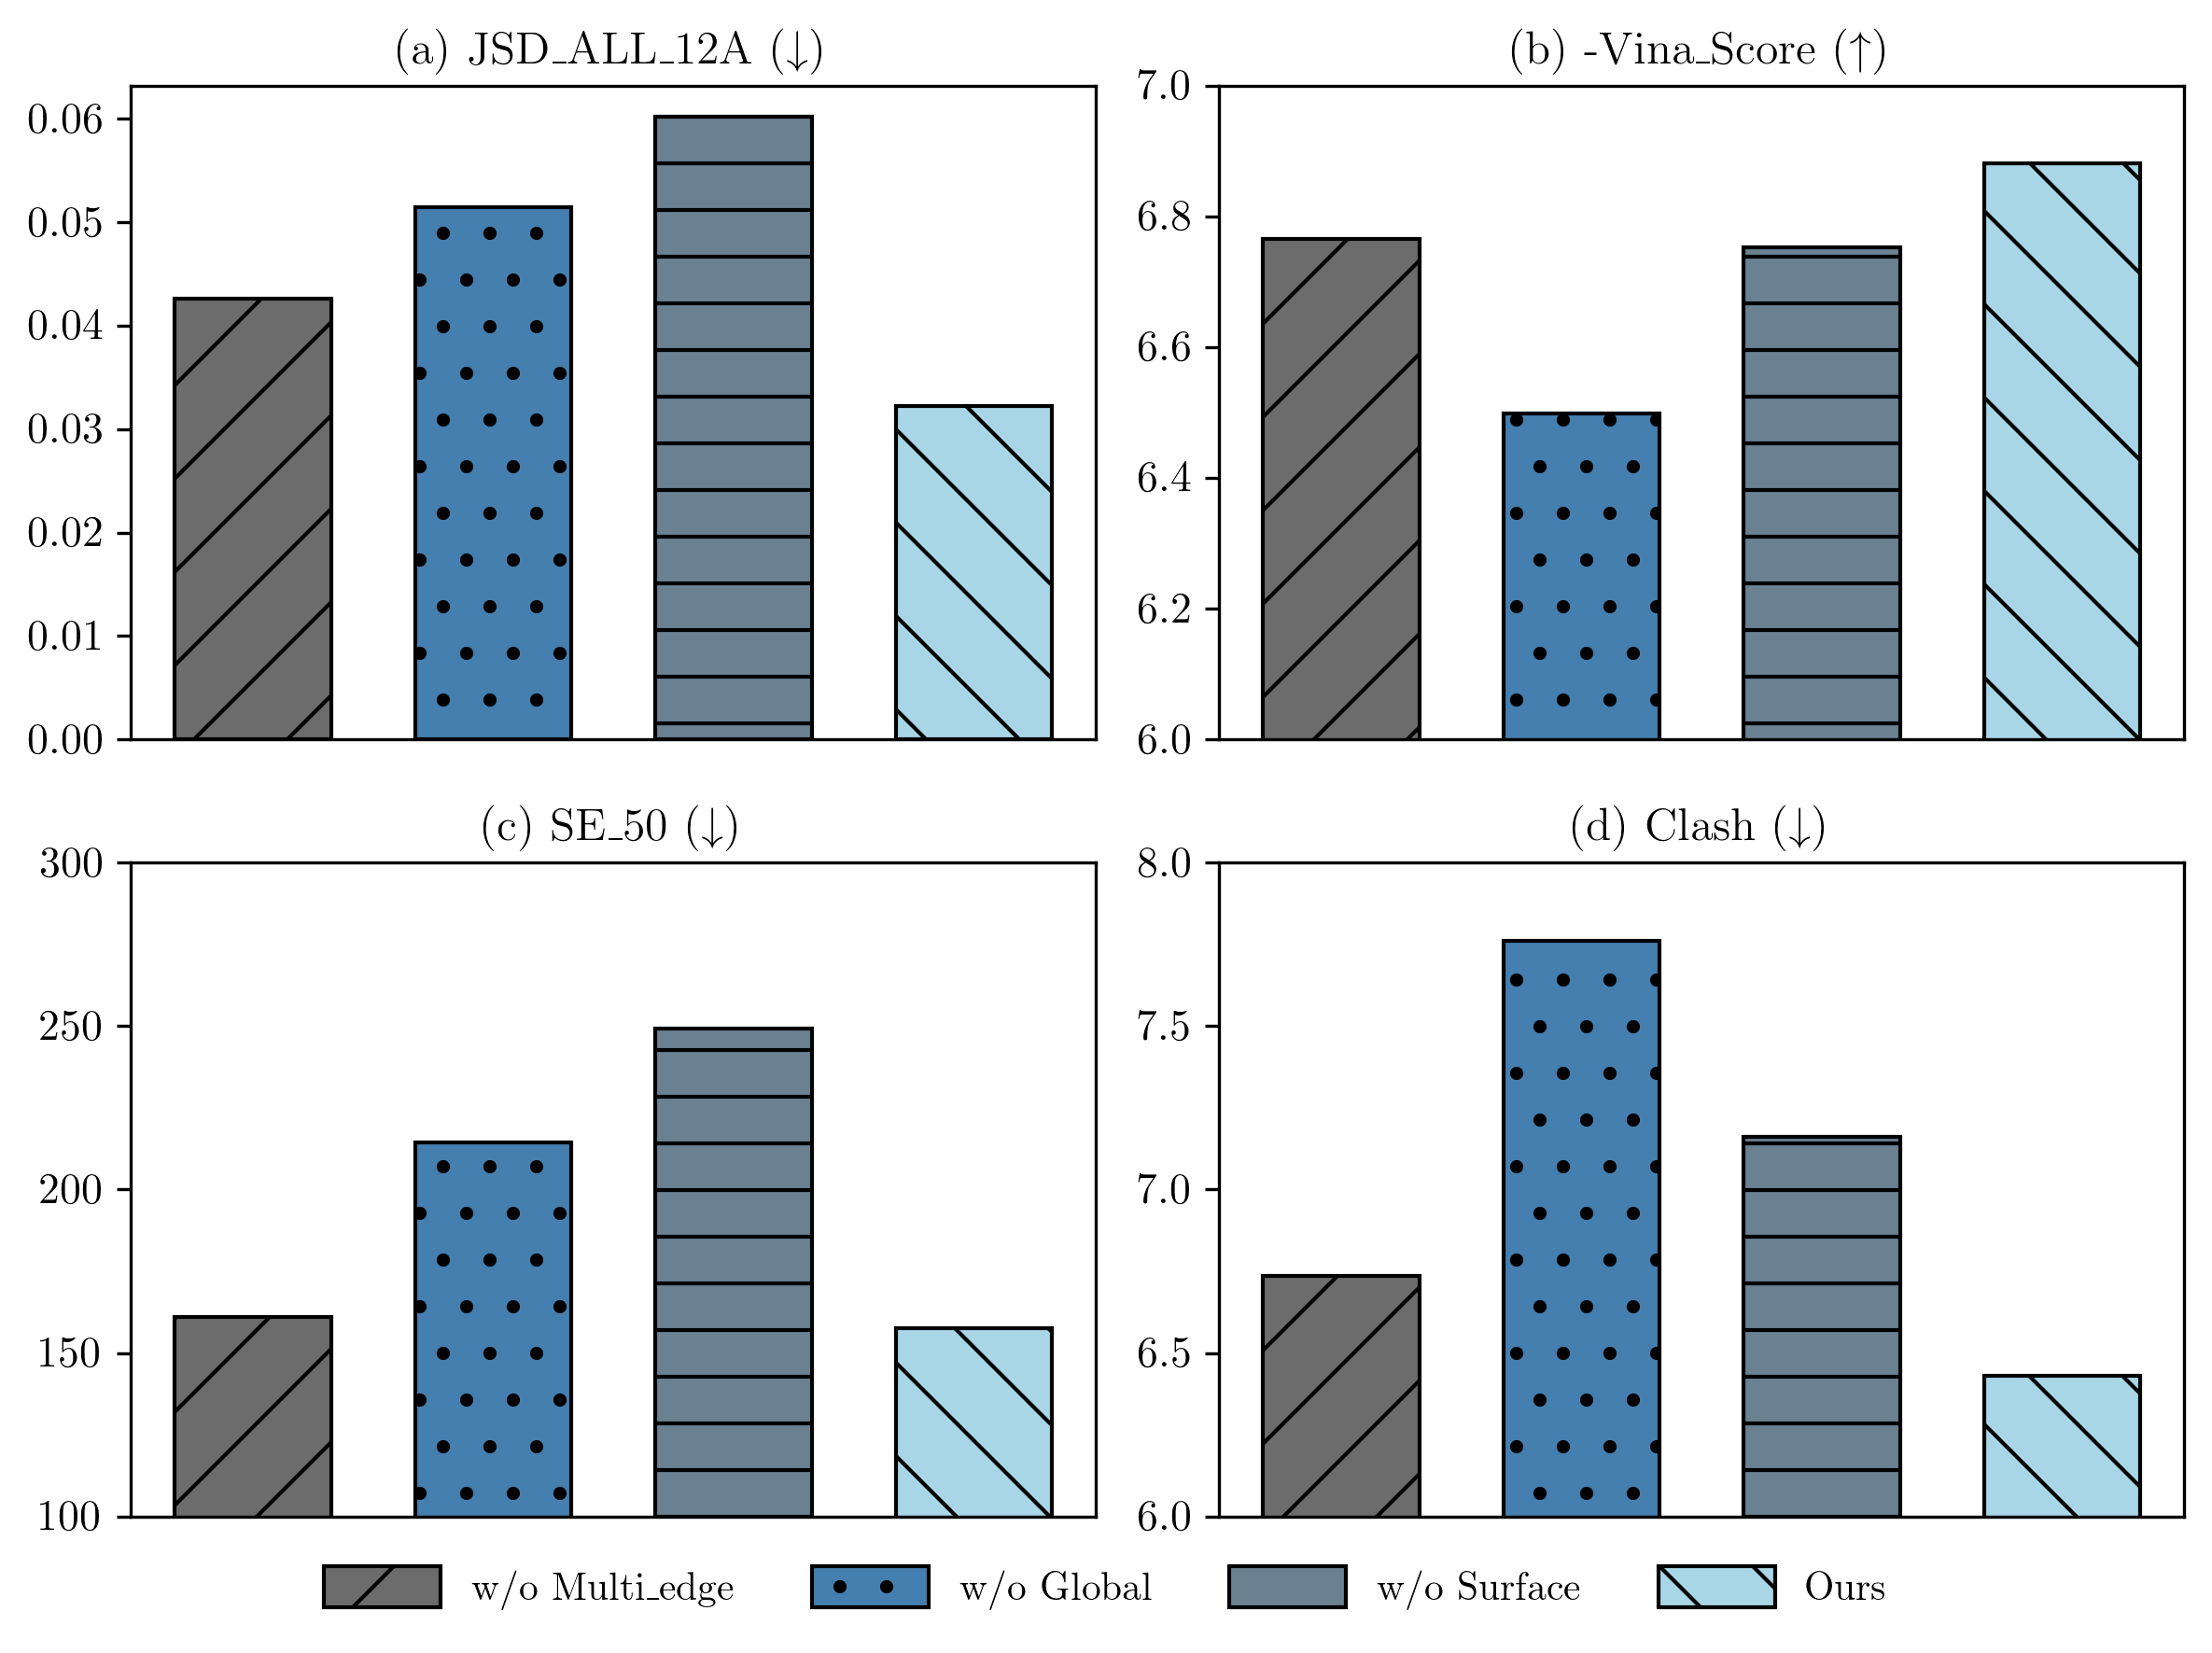 (a) JSD_ALL_12A (↓)
0.06
0.05
0.04
0.03
0.02
0.01
0.00
(b) -Vina_Score (↑)
7.0
6.8
6.6
6.4
6.2
6.0
(c) SE_50 (↓)
300
250
200
150
100
(d) Clash (↓)
8.0
7.5
7.0
6.5
6.0
w/o Multi_edge
w/o Global
w/o Surface
Ours